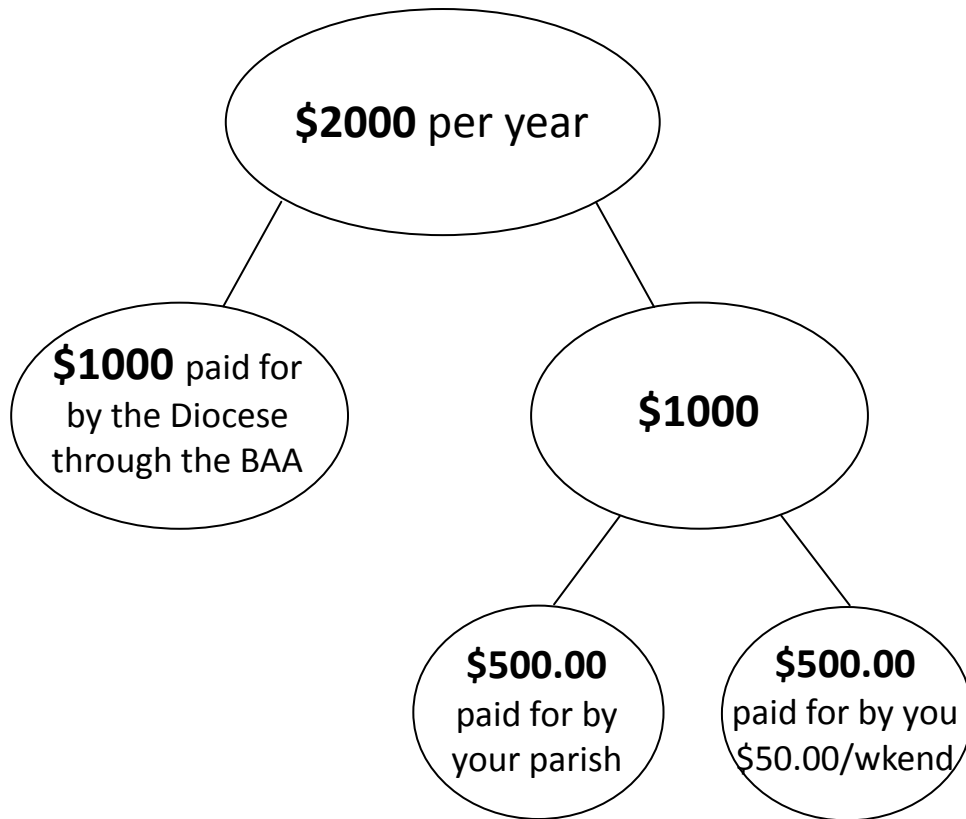 $2000 per year
$1000 paid for
by the Diocese
through the BAA
$1000
$500.00
paid for by
your parish
$500.00
paid for by you
$50.00/wkend